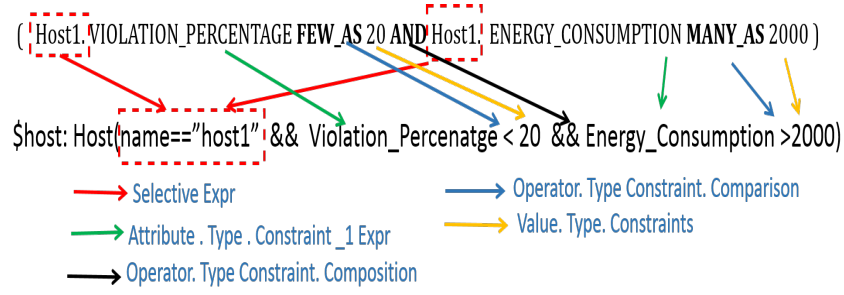 ( Host1. VIOLATION_PERCENTAGE FEW_AS 20 AND Host1. ENERGY_CONSUMPTION MANY_AS 2000 )
$host: Host(name==”host1” && Violation_Percenatge < 20 && Energy_Consumption >2000)
Selective Expr
Operator. Type Constraint. Comparison
Attribute . Type . Constraint _1 Expr
Value. Type. Constraints
Operator. Type Constraint. Composition